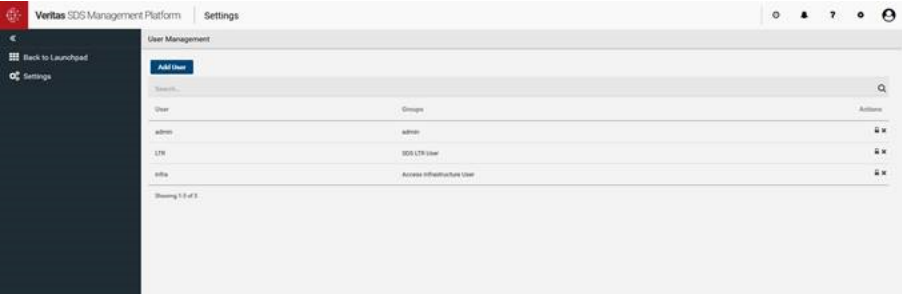 Veritas SDS Management Platform Settings ?
User Management
Back to Launchpad
Settings
Add User
Search...
User Groups Actions
admin admin
LTR SDS LTR User
infra Access Infrastructure User
Showing 1-3 of 3